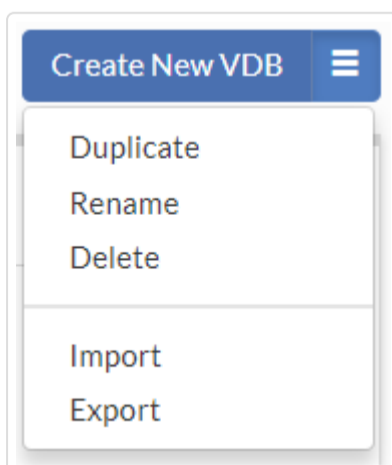 Create New VDB
Duplicate
Rename
Delete
Import
Export